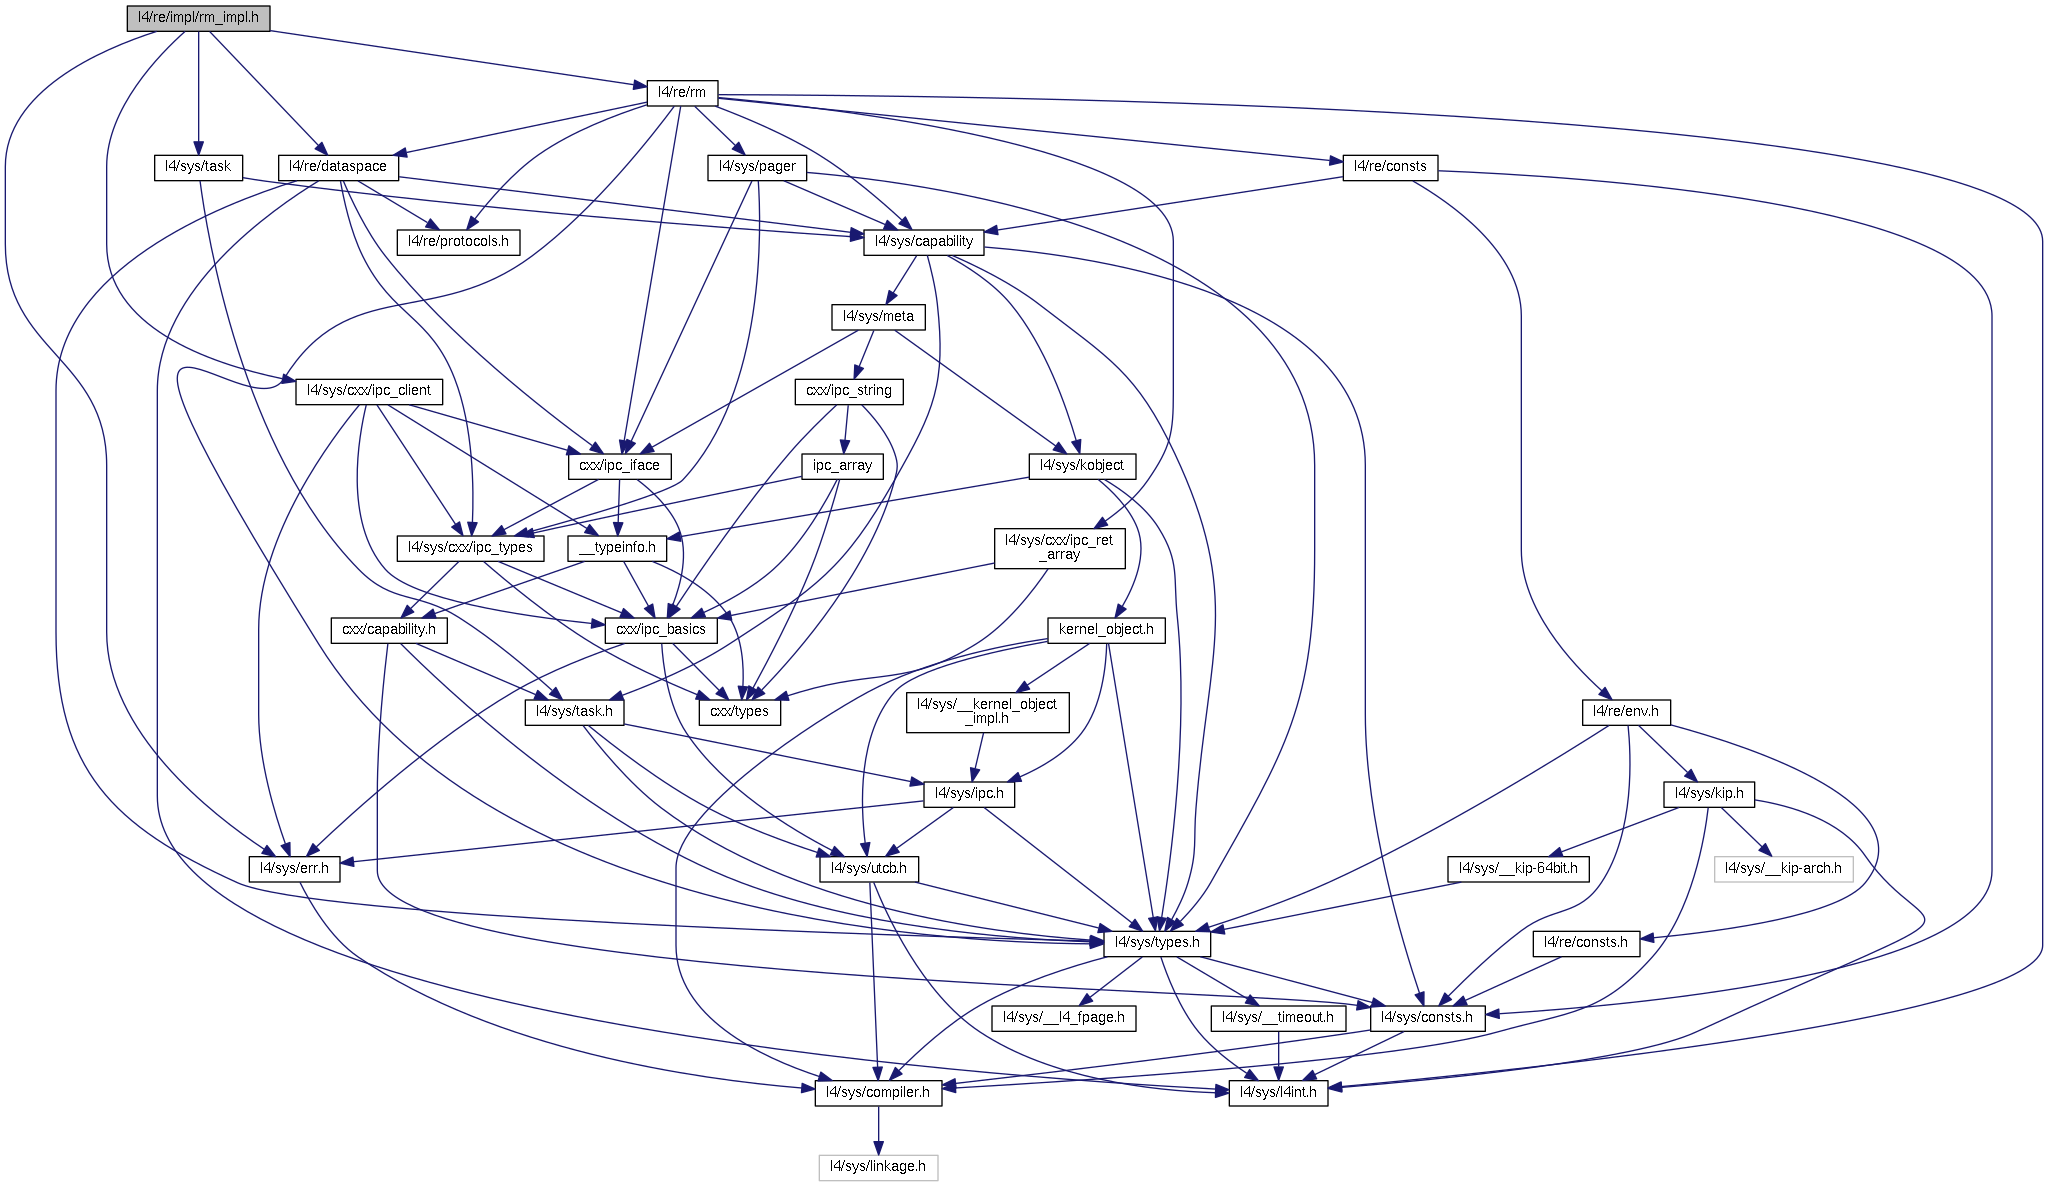 l4/re/impl/rm_impl.h
l4/re/rm
l4/sys/task
l4/re/dataspace
l4/sys/pager
l4/re/consts
l4/re/protocols.h
l4/sys/capability
l4/sys/meta
l4/sys/cxx/ipc_client
cxx/ipc_string
cxx/ipc_iface
ipc_array
l4/sys/kobject
l4/sys/cxx/ipc_types
__typeinfo.h
l4/sys/cxx/ipc_ret
_array
cxx/capability.h
cxx/ipc_basics
kernel_object.h
l4/sys/task.h
cxx/types
l4/sys/__kernel_object
_impl.h
l4/re/env.h
l4/sys/ipc.h
l4/sys/kip.h
l4/sys/err.h
l4/sys/utcb.h
l4/sys/__kip-64bit.h
l4/sys/__kip-arch.h
l4/sys/types.h
l4/re/consts.h
l4/sys/__l4_fpage.h
l4/sys/__timeout.h
l4/sys/consts.h
l4/sys/compiler.h
l4/sys/l4int.h
l4/sys/linkage.h